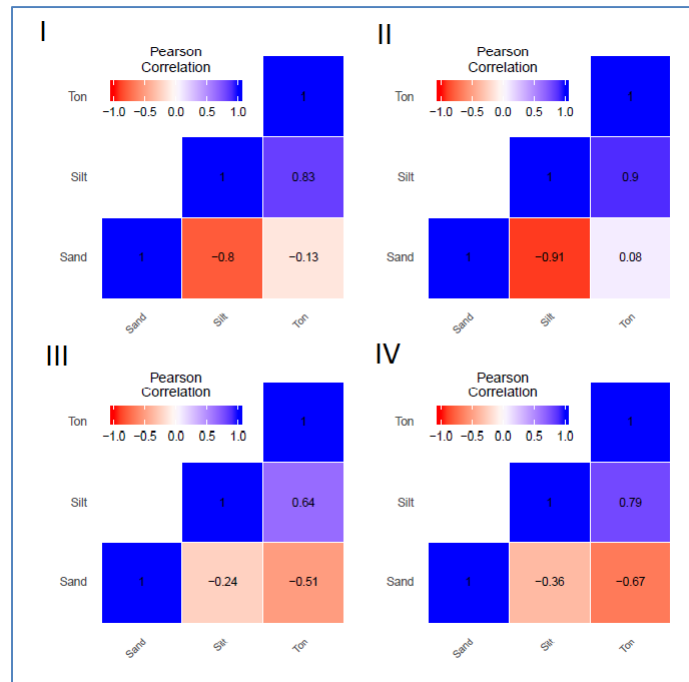 I
Pearson
Correlation
−1.0 −0.5 0.0 0.5 1.0
Ton
1
Silt
1
0.83
Sand
1
−0.8
−0.13
Sand
Silt
Ton
II
Pearson
Correlation
−1.0 −0.5 0.0 0.5 1.0
1
1
0.9
1
−0.91
0.08
Sand
Silt
Ton
III
Pearson
Correlation
−1.0 −0.5 0.0 0.5 1.0
Ton
1
Silt
1
0.64
Sand
1
−0.24
−0.51
Sand
Silt
Ton
IV
Pearson
Correlation
−1.0 −0.5 0.0 0.5 1.0
Ton
1
Silt
1
0.79
Sand
1
−0.36
−0.67
Sand
Silt
Ton